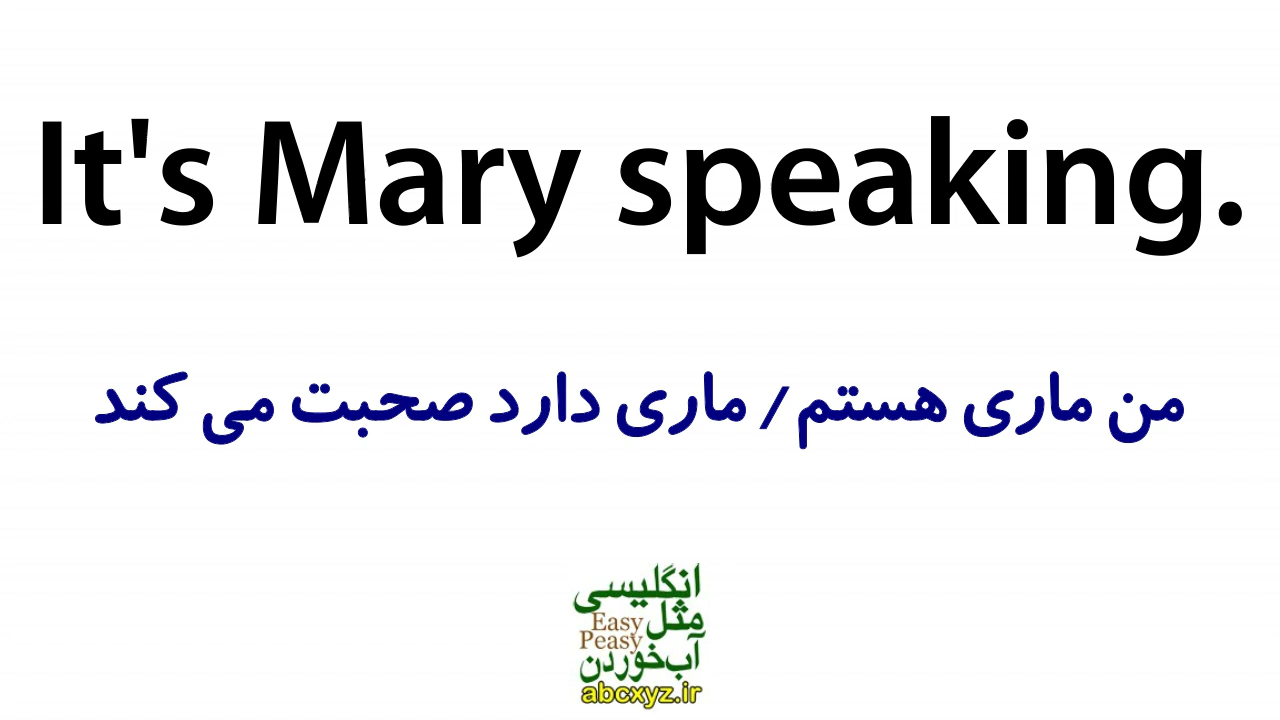 It's Mary speaking.
من ماری هستم/ ماری دارد صحبت می کند
انگلیسی
مثل
Easy
Peasy
آب‌خوردن
abcxyz.ir